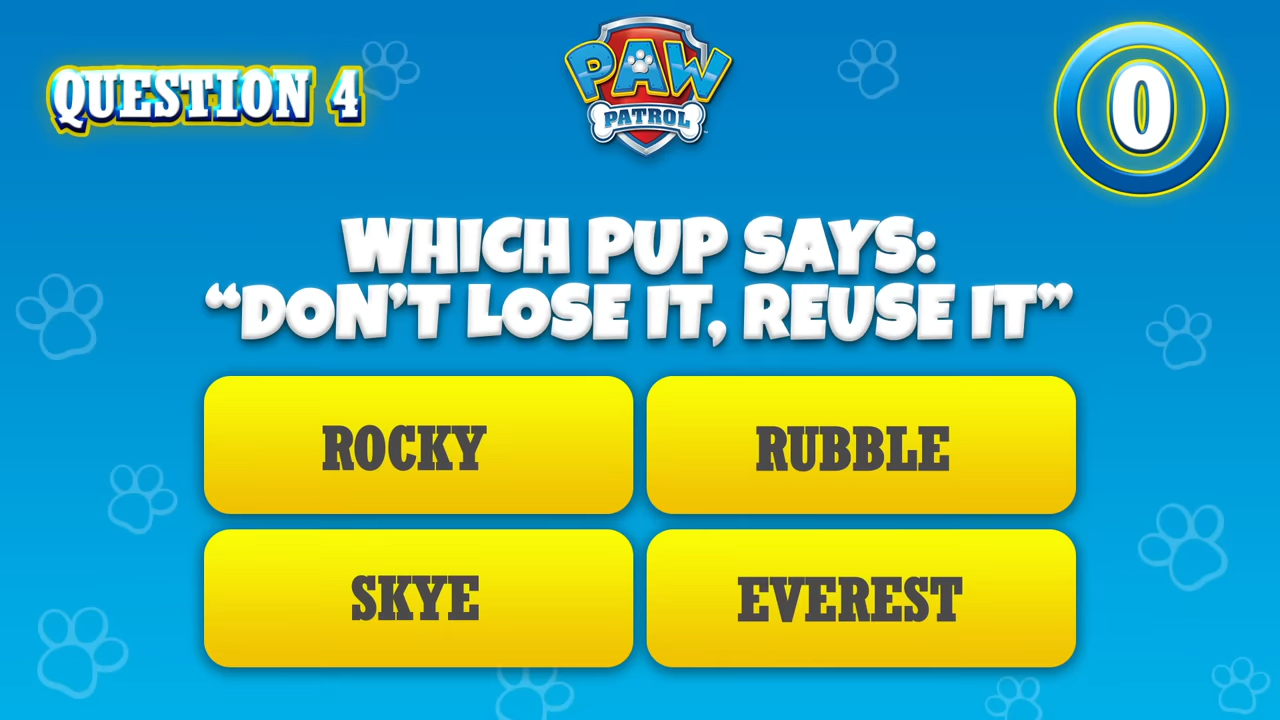 QUESTION 4
PAW
PATROL
0
WHICH PUP SAYS:
“DON’T LOSE IT, REUSE IT”
ROCKY
RUBBLE
SKYE
EVEREST